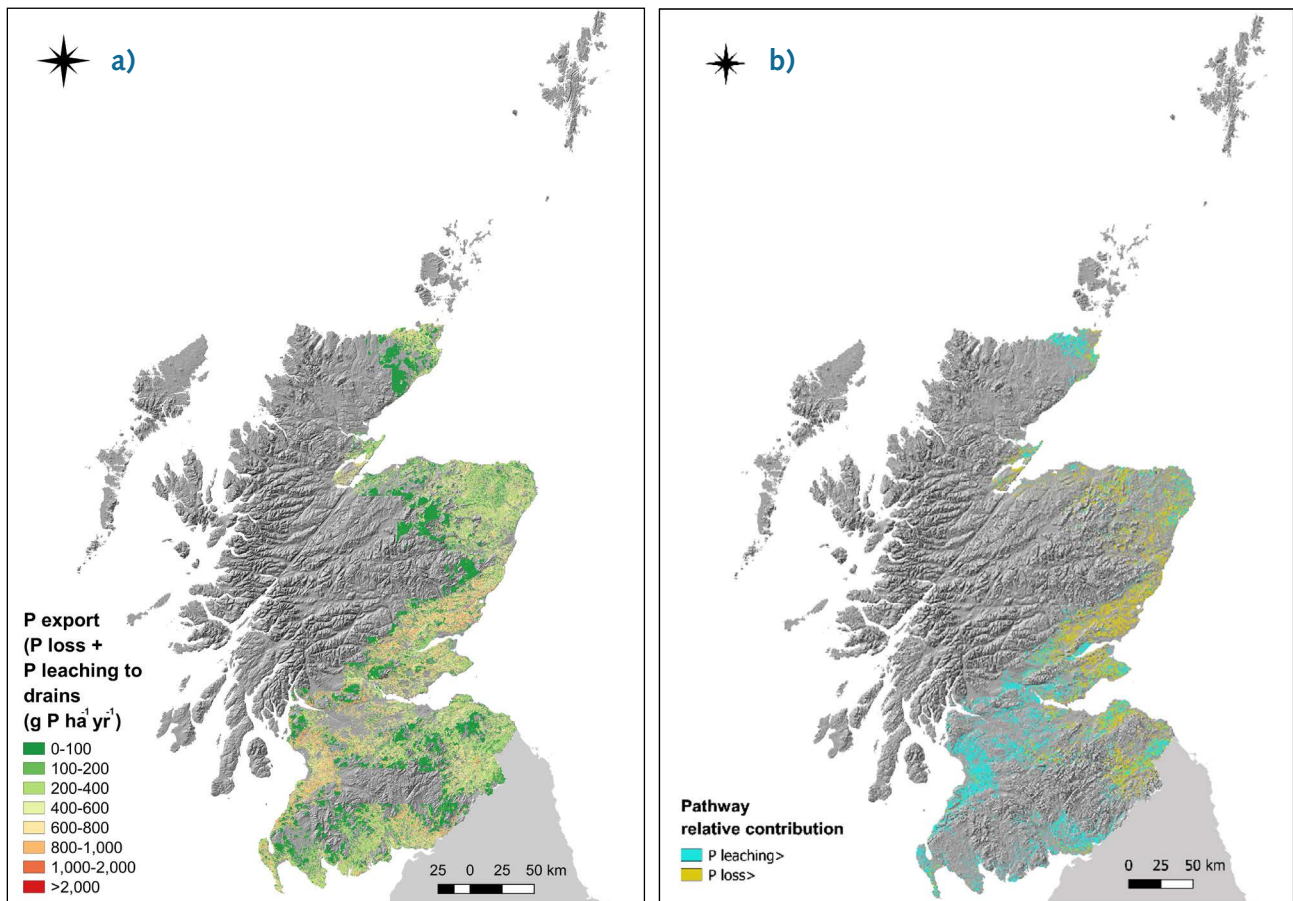 a)
P export
(P loss +
P leaching to
drains
(g P ha⁻¹ yr⁻¹)
0-100
100-200
200-400
400-600
600-800
800-1,000
1,000-2,000
>2,000
25 0 25 50 km
b)
Pathway
relative contribution
P leaching>
P loss>
0 25 50 km